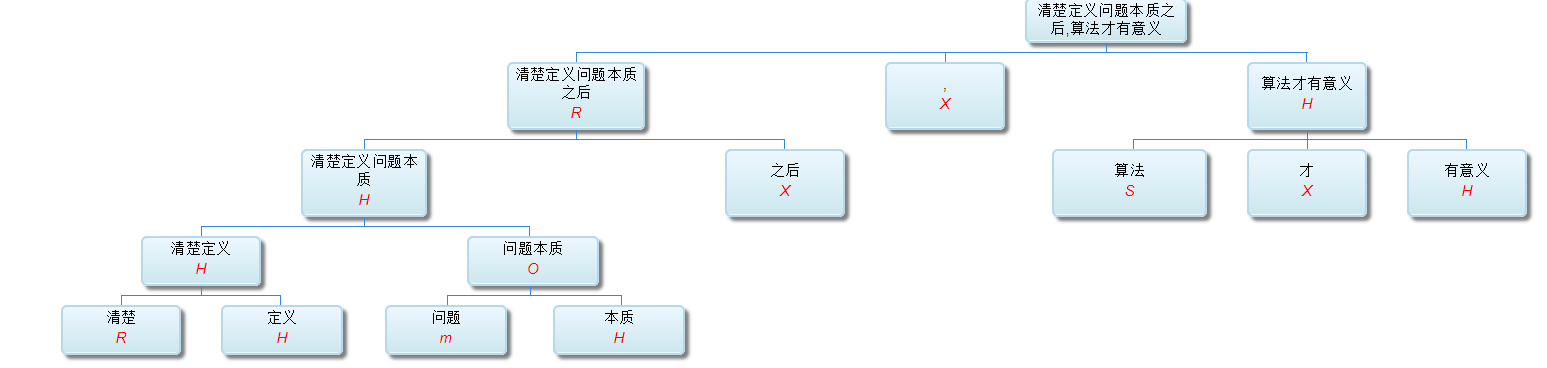 清楚定义问题本质之
后,算法才有意义
清楚定义问题本质
之后
R
,
X
算法才有意义
H
清楚定义问题本
质
H
之后
X
算法
S
才
X
有意义
H
清楚定义
H
问题本质
O
清楚
R
定义
H
问题
m
本质
H